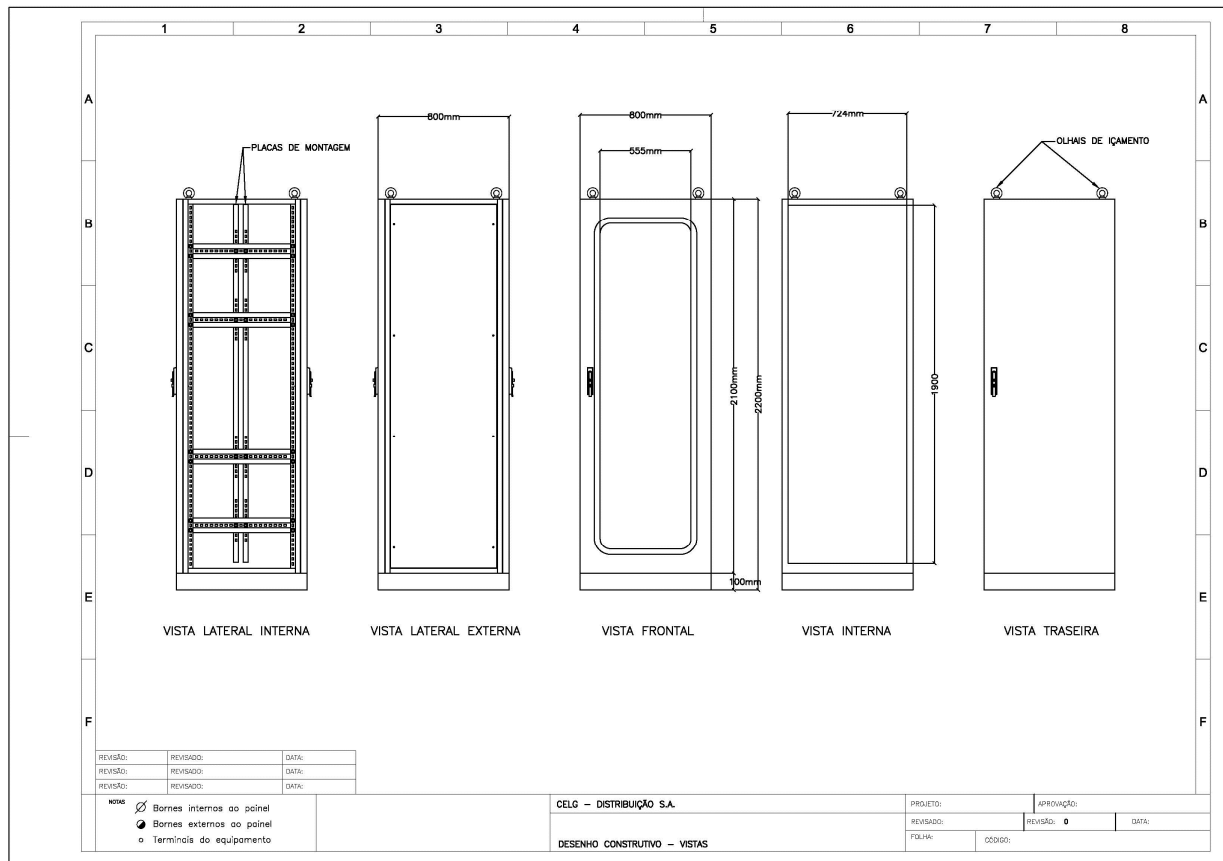 1 2 3 4 5 6 7 8
A A
800mm 800mm 724mm
PLACAS DE MONTAGEM 555mm OLHAIS DE IÇAMENTO
B B
C C
2100mm 2200mm 1900
D D
100mm
E E
VISTA LATERAL INTERNA VISTA LATERAL EXTERNA VISTA FRONTAL VISTA INTERNA VISTA TRASEIRA
F F
REVISÃO: REVISADO: DATA:
REVISÃO: REVISADO: DATA:
REVISÃO: REVISADO: DATA:
NOTAS
Bornes internos ao painel
Bornes externos ao painel
Terminais do equipamento
CELG – DISTRIBUIÇÃO S.A.
DESENHO CONSTRUTIVO – VISTAS
PROJETO: APROVAÇÃO:
REVISADO: REVISÃO: 0 DATA:
FOLHA: CÓDIGO: